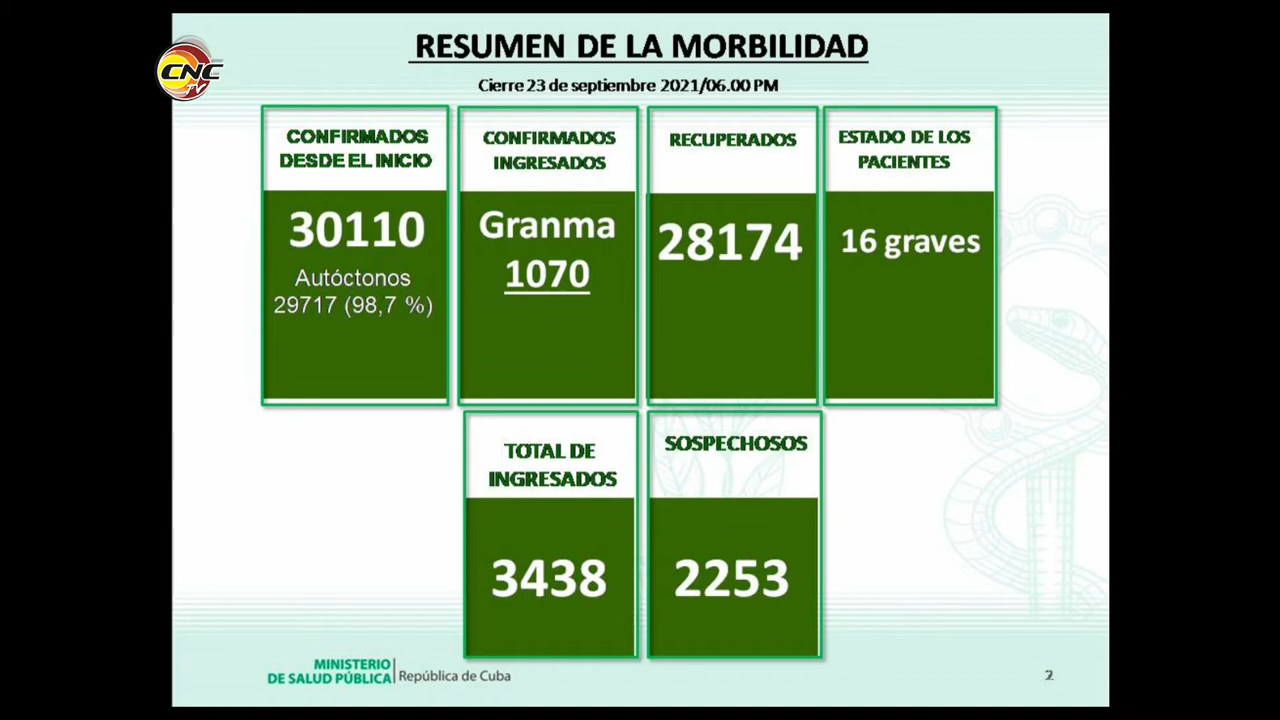 CNC
TV
RESUMEN DE LA MORBILIDAD
Cierre 23 de septiembre 2021/06.00 PM
CONFIRMADOS
DESDE EL INICIO
30110
Autóctonos
29717 (98,7 %)
CONFIRMADOS
INGRESADOS
Granma
1070
RECUPERADOS
28174
ESTADO DE LOS
PACIENTES
16 graves
TOTAL DE
INGRESADOS
3438
SOSPECHOSOS
2253
MINISTERIO
DE SALUD PÚBLICA
República de Cuba
2